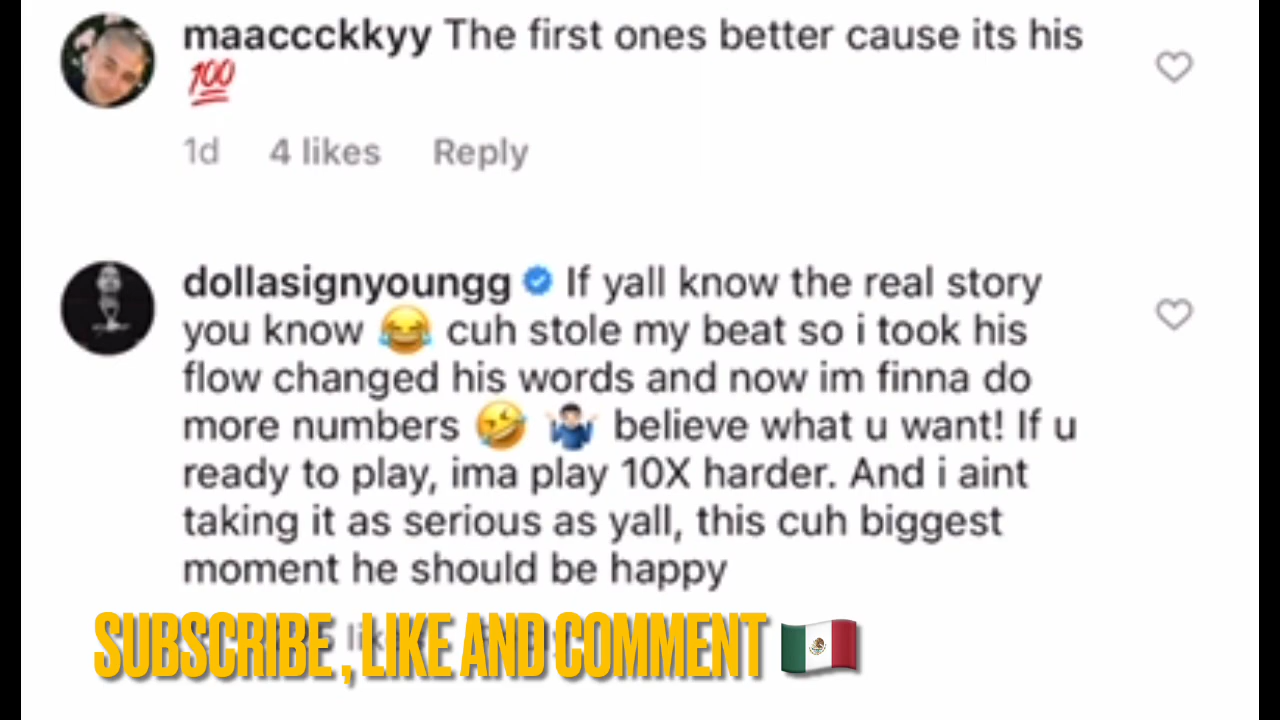 maaccckkyy The first ones better cause its his
💯
1d 4 likes Reply
dollasignyoungg If yall know the real story
you know 😂 cuh stole my beat so i took his
flow changed his words and now im finna do
more numbers 🤣 🤷🏻‍♂️ believe what u want! If u
ready to play, ima play 10X harder. And i aint
taking it as serious as yall, this cuh biggest
moment he should be happy
SUBSCRIBE , LIKE AND COMMENT 🇲🇽